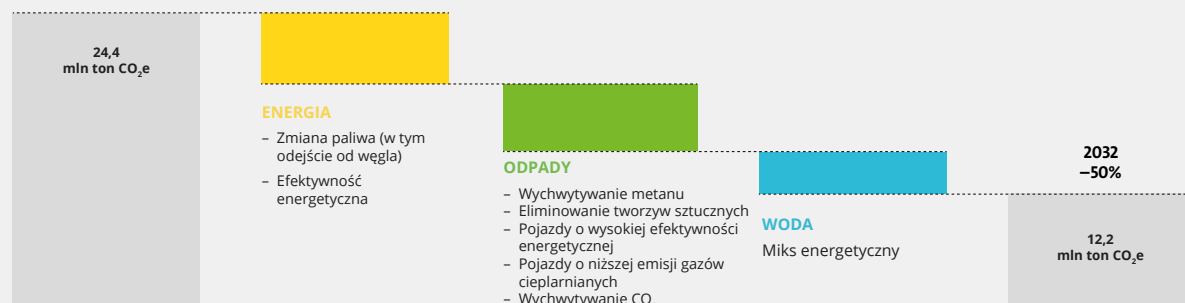 24,4
mln ton CO₂e
ENERGIA
– Zmiana paliwa (w tym
odejście od węgla)
– Efektywność
energetyczna
ODPADY
– Wychwytywanie metanu
– Eliminowanie tworzyw sztucznych
– Pojazdy o wysokiej efektywności
energetycznej
– Pojazdy o niższej emisji gazów
cieplarnianych
– Wychwytywanie CO
WODA
Miks energetyczny
2032
–50%
12,2
mln ton CO₂e